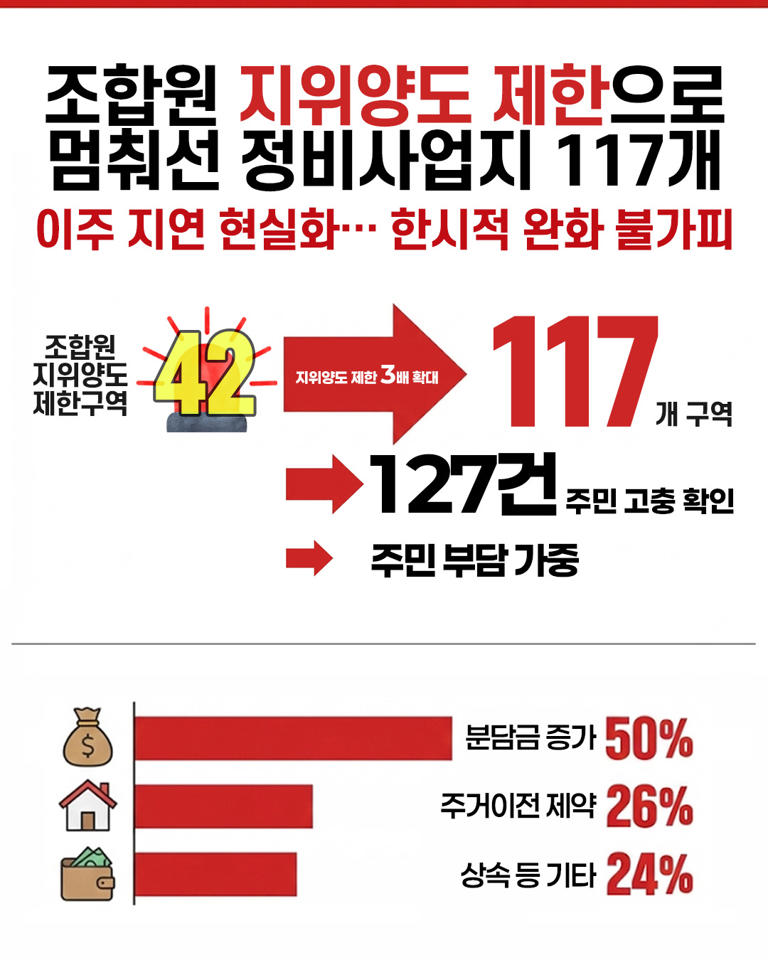 조합원 지위양도 제한으로
멈춰선 정비사업지 117개
이주 지연 현실화… 한시적 완화 불가피
조합원
지위양도
제한구역
42
지위양도 제한 3배 확대
117개 구역
127건 주민 고충 확인
주민 부담 가중
$
분담금 증가 50%
주거이전 제약 26%
상속 등 기타 24%